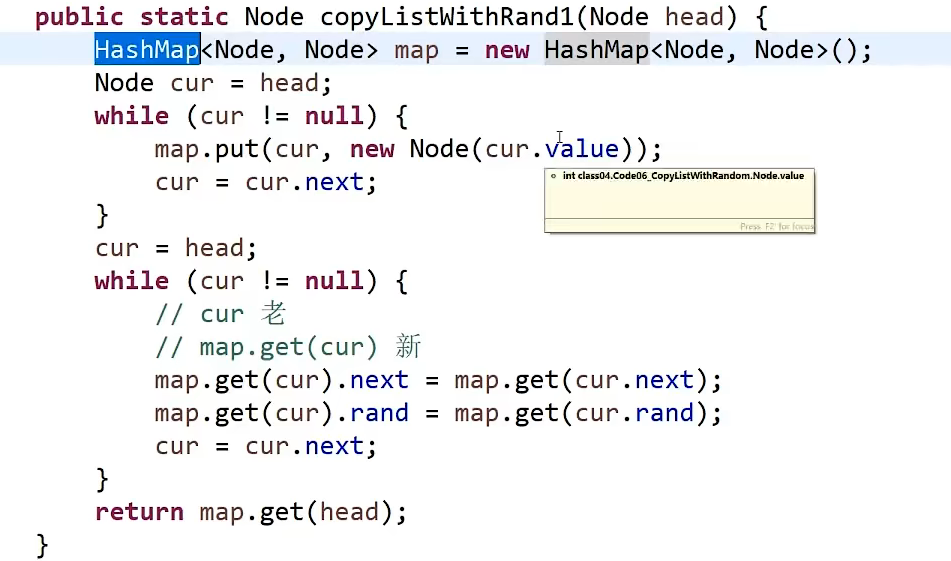 public static Node copyListWithRand1(Node head) {
HashMap<Node, Node> map = new HashMap<Node, Node>();
Node cur = head;
while (cur != null) {
map.put(cur, new Node(cur.value));
cur = cur.next;
int class04.Code06_CopyListWithRandom.Node.value
Press 'F2' for focus
}
cur = head;
while (cur != null) {
// cur 老
// map.get(cur) 新
map.get(cur).next = map.get(cur.next);
map.get(cur).rand = map.get(cur.rand);
cur = cur.next;
}
return map.get(head);
}